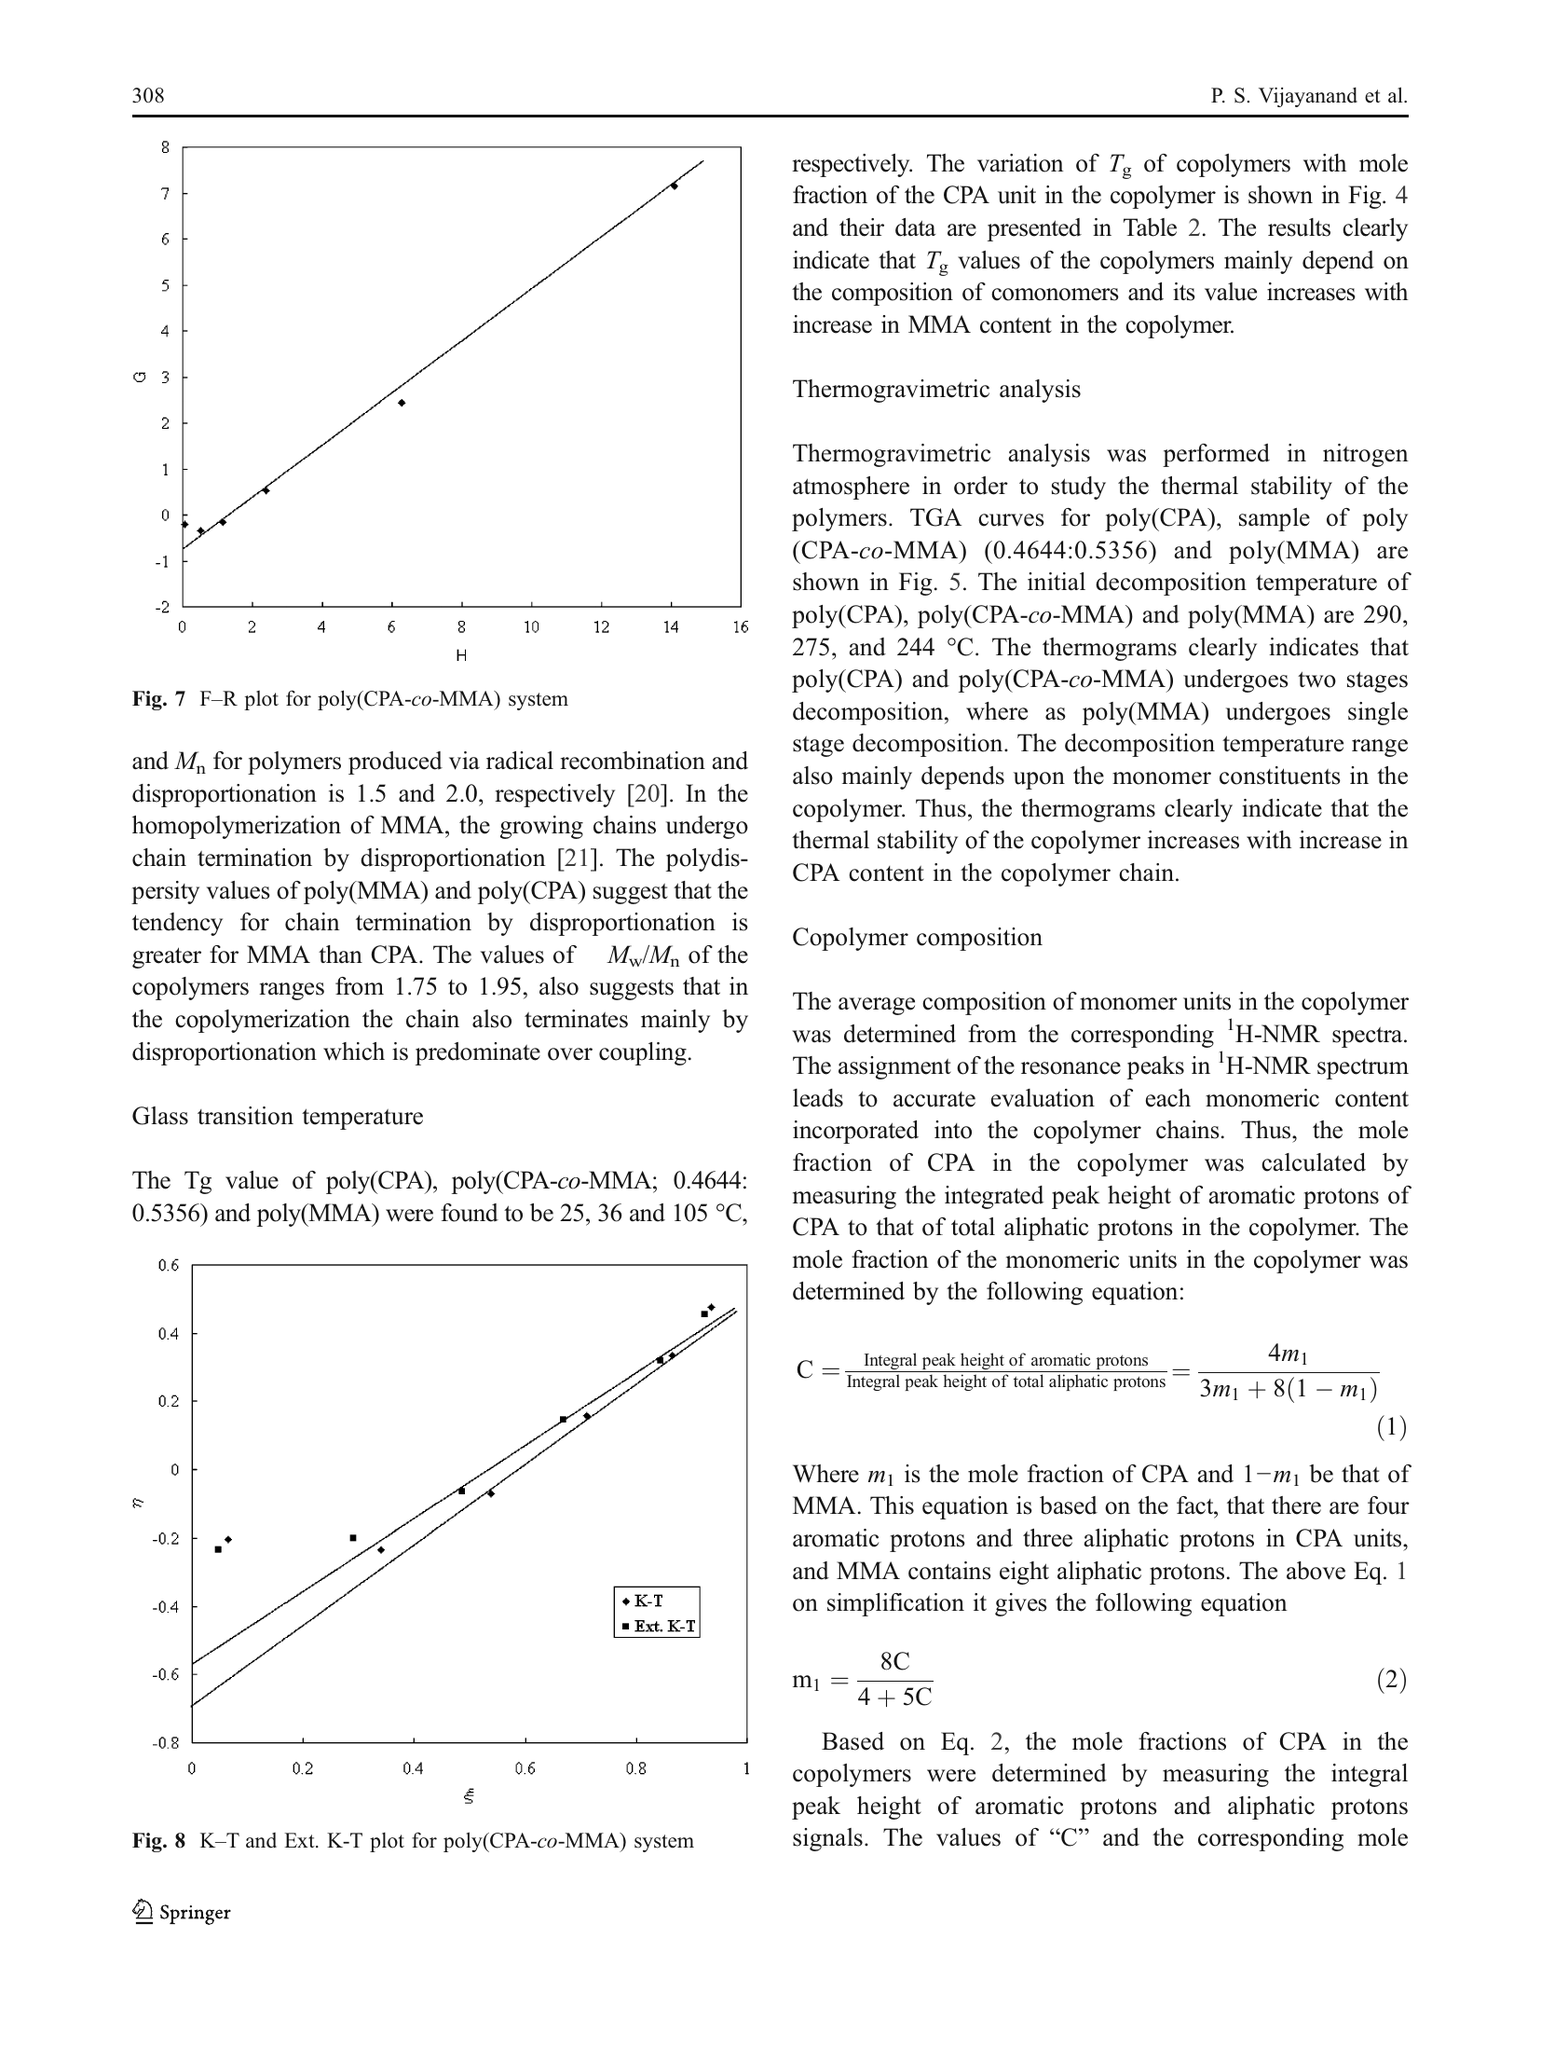 308
P. S. Vijayanand et al.
8
7
6
5
4
3
2
1
0
-1
-2
G
0 2 4 6 8 10 12 14 16
H
Fig. 7 F–R plot for poly(CPA-co-MMA) system
and Mn for polymers produced via radical recombination and
disproportionation is 1.5 and 2.0, respectively [20]. In the
homopolymerization of MMA, the growing chains undergo
chain termination by disproportionation [21]. The polydis-
persity values of poly(MMA) and poly(CPA) suggest that the
tendency for chain termination by disproportionation is
greater for MMA than CPA. The values of Mw/Mn of the
copolymers ranges from 1.75 to 1.95, also suggests that in
the copolymerization the chain also terminates mainly by
disproportionation which is predominate over coupling.
Glass transition temperature
The Tg value of poly(CPA), poly(CPA-co-MMA; 0.4644:
0.5356) and poly(MMA) were found to be 25, 36 and 105 °C,
0.6
0.4
0.2
0
-0.2
-0.4
-0.6
-0.8
η
K-T
Ext. K-T
0 0.2 0.4 0.6 0.8 1
ξ
Fig. 8 K–T and Ext. K-T plot for poly(CPA-co-MMA) system
respectively. The variation of Tg of copolymers with mole
fraction of the CPA unit in the copolymer is shown in Fig. 4
and their data are presented in Table 2. The results clearly
indicate that Tg values of the copolymers mainly depend on
the composition of comonomers and its value increases with
increase in MMA content in the copolymer.
Thermogravimetric analysis
Thermogravimetric analysis was performed in nitrogen
atmosphere in order to study the thermal stability of the
polymers. TGA curves for poly(CPA), sample of poly
(CPA-co-MMA) (0.4644:0.5356) and poly(MMA) are
shown in Fig. 5. The initial decomposition temperature of
poly(CPA), poly(CPA-co-MMA) and poly(MMA) are 290,
275, and 244 °C. The thermograms clearly indicates that
poly(CPA) and poly(CPA-co-MMA) undergoes two stages
decomposition, where as poly(MMA) undergoes single
stage decomposition. The decomposition temperature range
also mainly depends upon the monomer constituents in the
copolymer. Thus, the thermograms clearly indicate that the
thermal stability of the copolymer increases with increase in
CPA content in the copolymer chain.
Copolymer composition
The average composition of monomer units in the copolymer
was determined from the corresponding ¹H-NMR spectra.
The assignment of the resonance peaks in ¹H-NMR spectrum
leads to accurate evaluation of each monomeric content
incorporated into the copolymer chains. Thus, the mole
fraction of CPA in the copolymer was calculated by
measuring the integrated peak height of aromatic protons of
CPA to that of total aliphatic protons in the copolymer. The
mole fraction of the monomeric units in the copolymer was
determined by the following equation:
C = Integral peak height of aromatic protons / Integral peak height of total aliphatic protons = 4m₁ / 3m₁ + 8(1 − m₁)
(1)
Where m₁ is the mole fraction of CPA and 1−m₁ be that of
MMA. This equation is based on the fact, that there are four
aromatic protons and three aliphatic protons in CPA units,
and MMA contains eight aliphatic protons. The above Eq. 1
on simplification it gives the following equation
m₁ = 8C / 4 + 5C (2)
Based on Eq. 2, the mole fractions of CPA in the
copolymers were determined by measuring the integral
peak height of aromatic protons and aliphatic protons
signals. The values of “C” and the corresponding mole
Springer